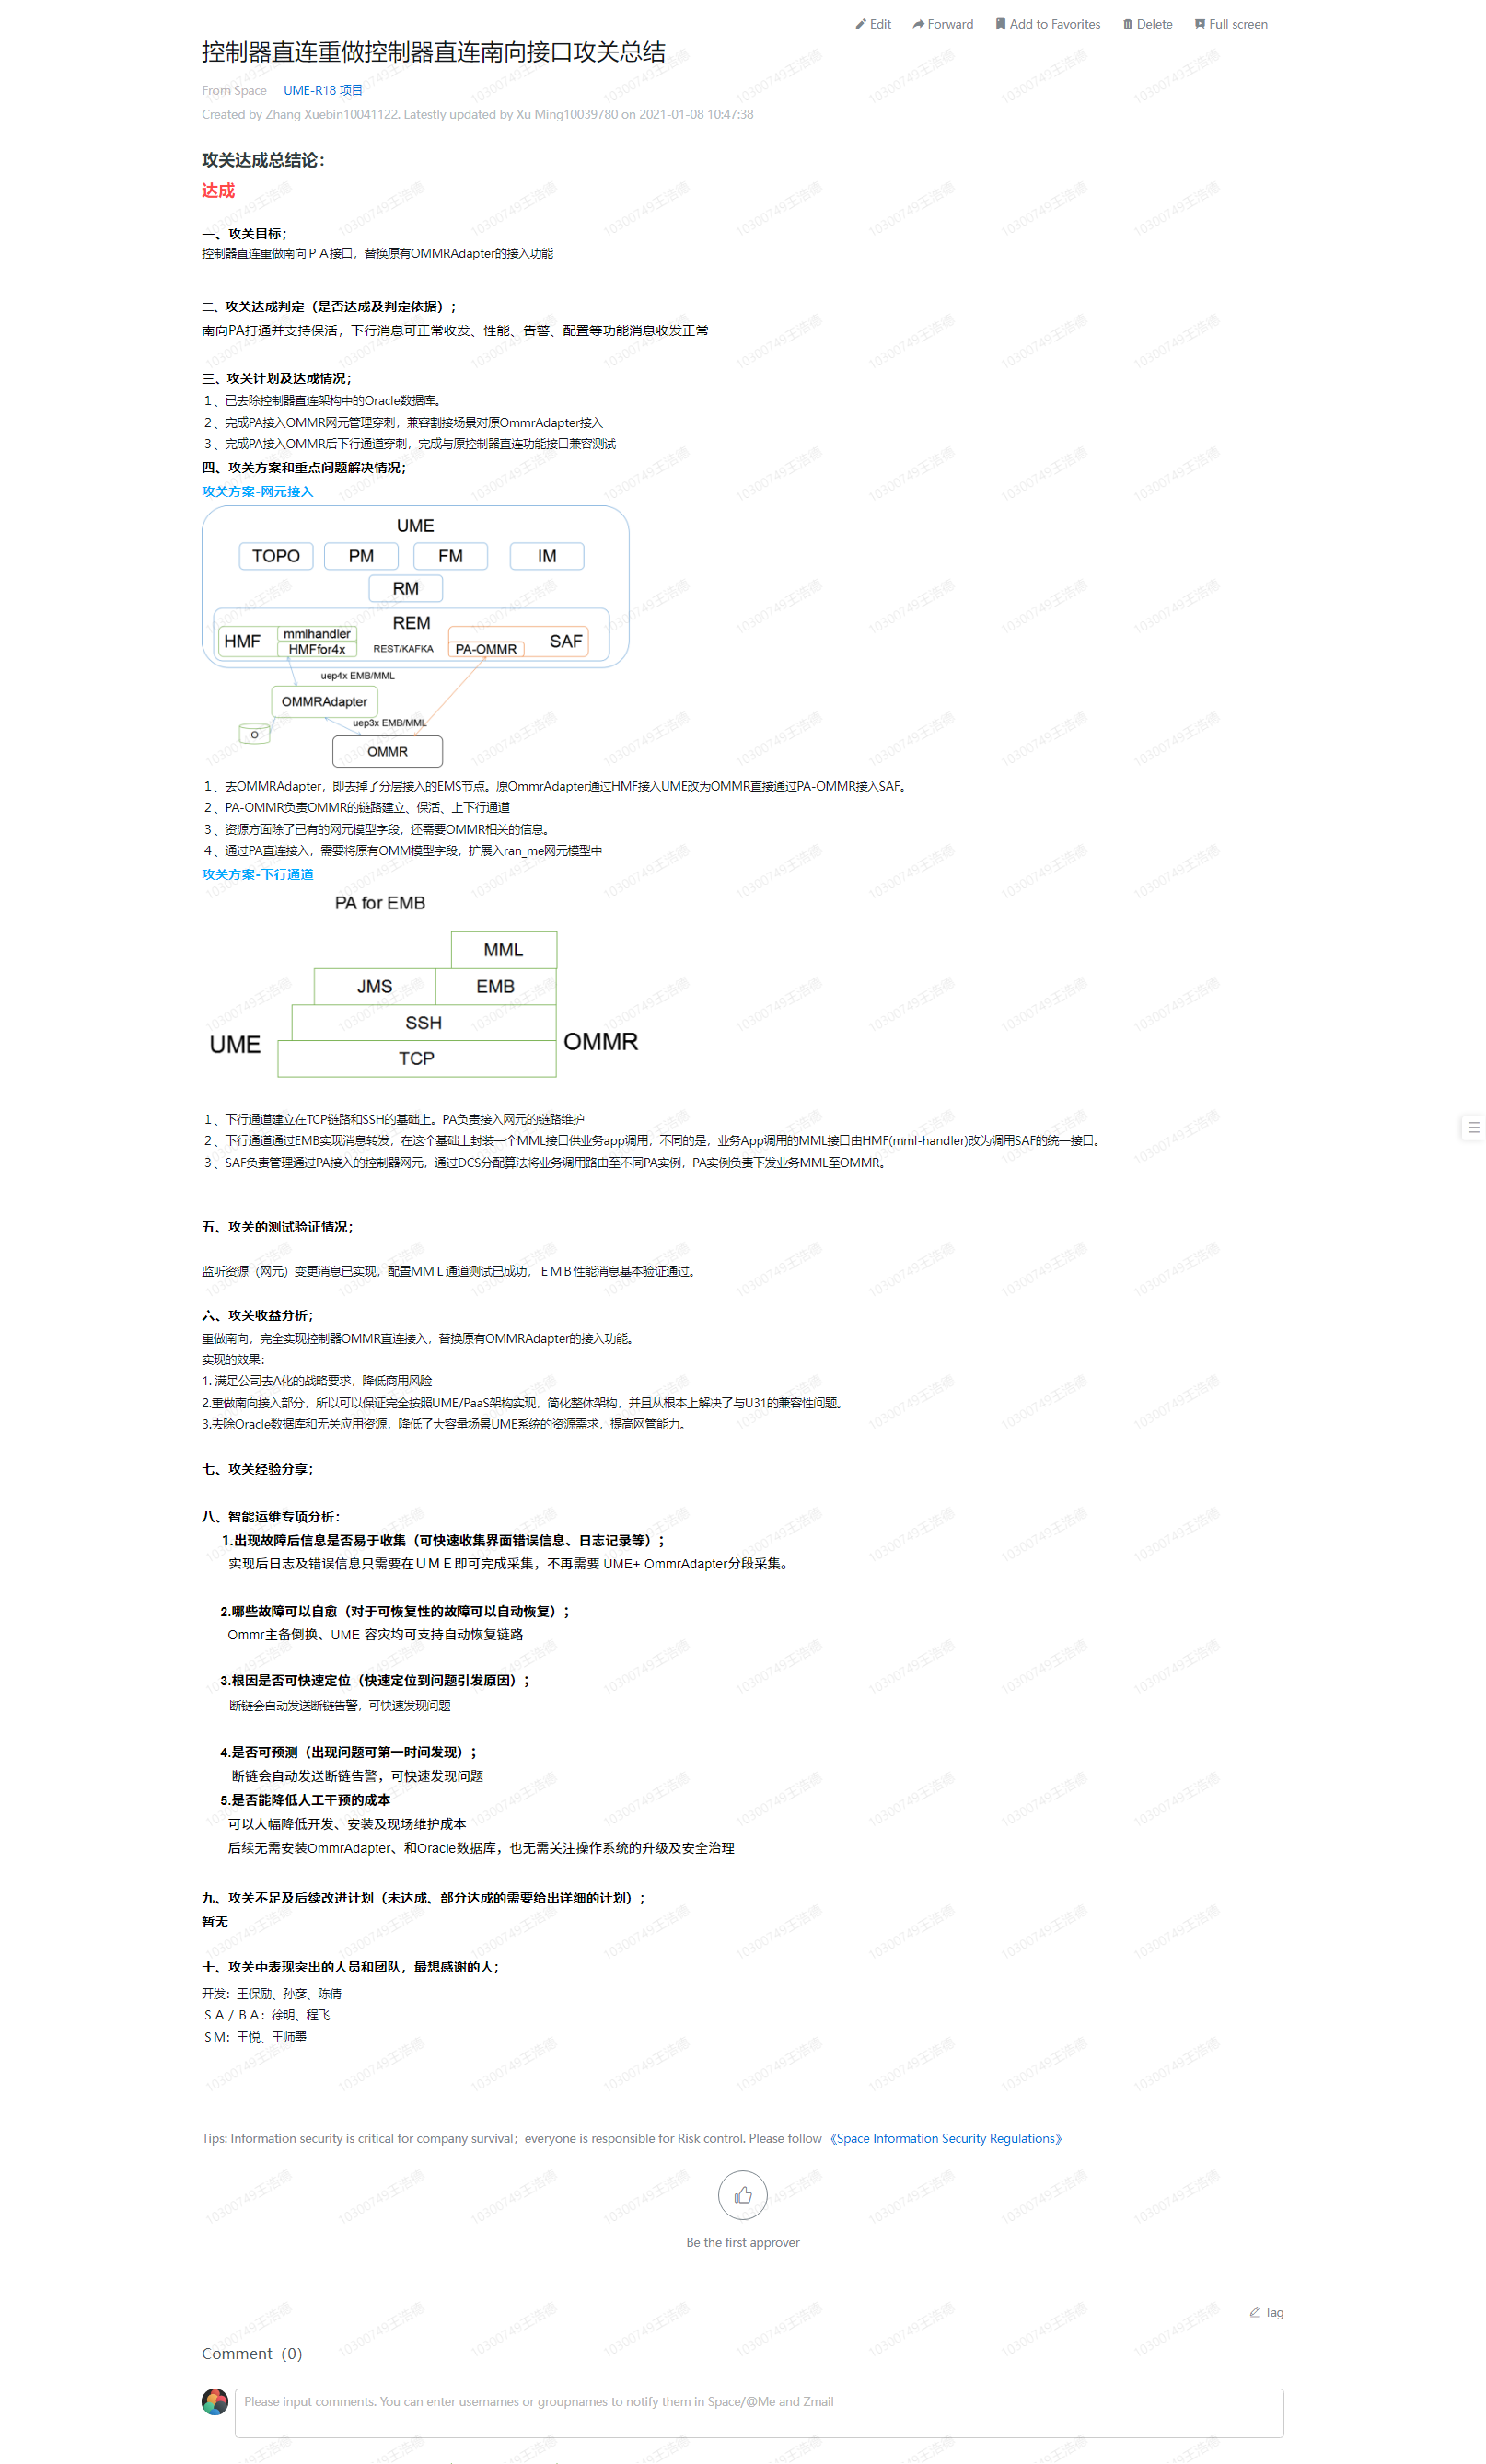 Edit Forward Add to Favorites Delete Full screen
控制器直连重做控制器直连南向接口攻关总结
From Space UME-R18 项目
Created by Zhang Xuebin10041122. Latestly updated by Xu Ming10039780 on 2021-01-08 10:47:38
攻关达成总结论：
达成
一、攻关目标；
控制器直连重做南向ＰＡ接口，替换原有OMMRAdapter的接入功能
二、攻关达成判定（是否达成及判定依据）；
南向PA打通并支持保活，下行消息可正常收发、性能、告警、配置等功能消息收发正常
三、攻关计划及达成情况；
１、已去除控制器直连架构中的Oracle数据库。
２、完成PA接入OMMR网元管理穿刺，兼容割接场景对原OmmrAdapter接入
３、完成PA接入OMMR后下行通道穿刺，完成与原控制器直连功能接口兼容测试
四、攻关方案和重点问题解决情况；
攻关方案-网元接入
UME
TOPO PM FM IM
RM
REM
HMF mmlhandler HMFfor4x REST/KAFKA PA-OMMR SAF
uep4x EMB/MML
OMMRAdapter
uep3x EMB/MML
O
OMMR
１、去OMMRAdapter，即去掉了分层接入的EMS节点。原OmmrAdapter通过HMF接入UME改为OMMR直接通过PA-OMMR接入SAF。
２、PA-OMMR负责OMMR的链路建立、保活、上下行通道
３、资源方面除了已有的网元模型字段，还需要OMMR相关的信息。
４、通过PA直连接入，需要将原有OMM模型字段，扩展入ran_me网元模型中
攻关方案-下行通道
PA for EMB
MML
JMS EMB
SSH
UME TCP OMMR
１、下行通道建立在TCP链路和SSH的基础上。PA负责接入网元的链路维护
２、下行通道通过EMB实现消息转发，在这个基础上封装一个MML接口供业务app调用，不同的是，业务App调用的MML接口由HMF(mml-handler)改为调用SAF的统一接口。
３、SAF负责管理通过PA接入的控制器网元，通过DCS分配算法将业务调用路由至不同PA实例，PA实例负责下发业务MML至OMMR。
五、攻关的测试验证情况；
监听资源（网元）变更消息已实现，配置ＭＭＬ通道测试已成功，ＥＭＢ性能消息基本验证通过。
六、攻关收益分析；
重做南向，完全实现控制器OMMR直连接入，替换原有OMMRAdapter的接入功能。
实现的效果：
1. 满足公司去A化的战略要求，降低商用风险
2.重做南向接入部分，所以可以保证完全按照UME/PaaS架构实现，简化整体架构，并且从根本上解决了与U31的兼容性问题。
3.去除Oracle数据库和无关应用资源，降低了大容量场景UME系统的资源需求，提高网管能力。
七、攻关经验分享；
八、智能运维专项分析：
1.出现故障后信息是否易于收集（可快速收集界面错误信息、日志记录等）；
实现后日志及错误信息只需要在ＵＭＥ即可完成采集，不再需要 UME+ OmmrAdapter分段采集。
2.哪些故障可以自愈（对于可恢复性的故障可以自动恢复）；
Ommr主备倒换、UME 容灾均可支持自动恢复链路
3.根因是否可快速定位（快速定位到问题引发原因）；
断链会自动发送断链告警，可快速发现问题
4.是否可预测（出现问题可第一时间发现）；
断链会自动发送断链告警，可快速发现问题
5.是否能降低人工干预的成本
可以大幅降低开发、安装及现场维护成本
后续无需安装OmmrAdapter、和Oracle数据库，也无需关注操作系统的升级及安全治理
九、攻关不足及后续改进计划（未达成、部分达成的需要给出详细的计划）；
暂无
十、攻关中表现突出的人员和团队，最想感谢的人；
开发：王保励、孙彦、陈倩
ＳＡ／ＢＡ：徐明、程飞
ＳＭ：王悦、王师墨
Tips: Information security is critical for company survival；everyone is responsible for Risk control. Please follow 《Space Information Security Regulations》
Be the first approver
Tag
Comment（0）
Please input comments. You can enter usernames or groupnames to notify them in Space/@Me and Zmail
10300749王浩德